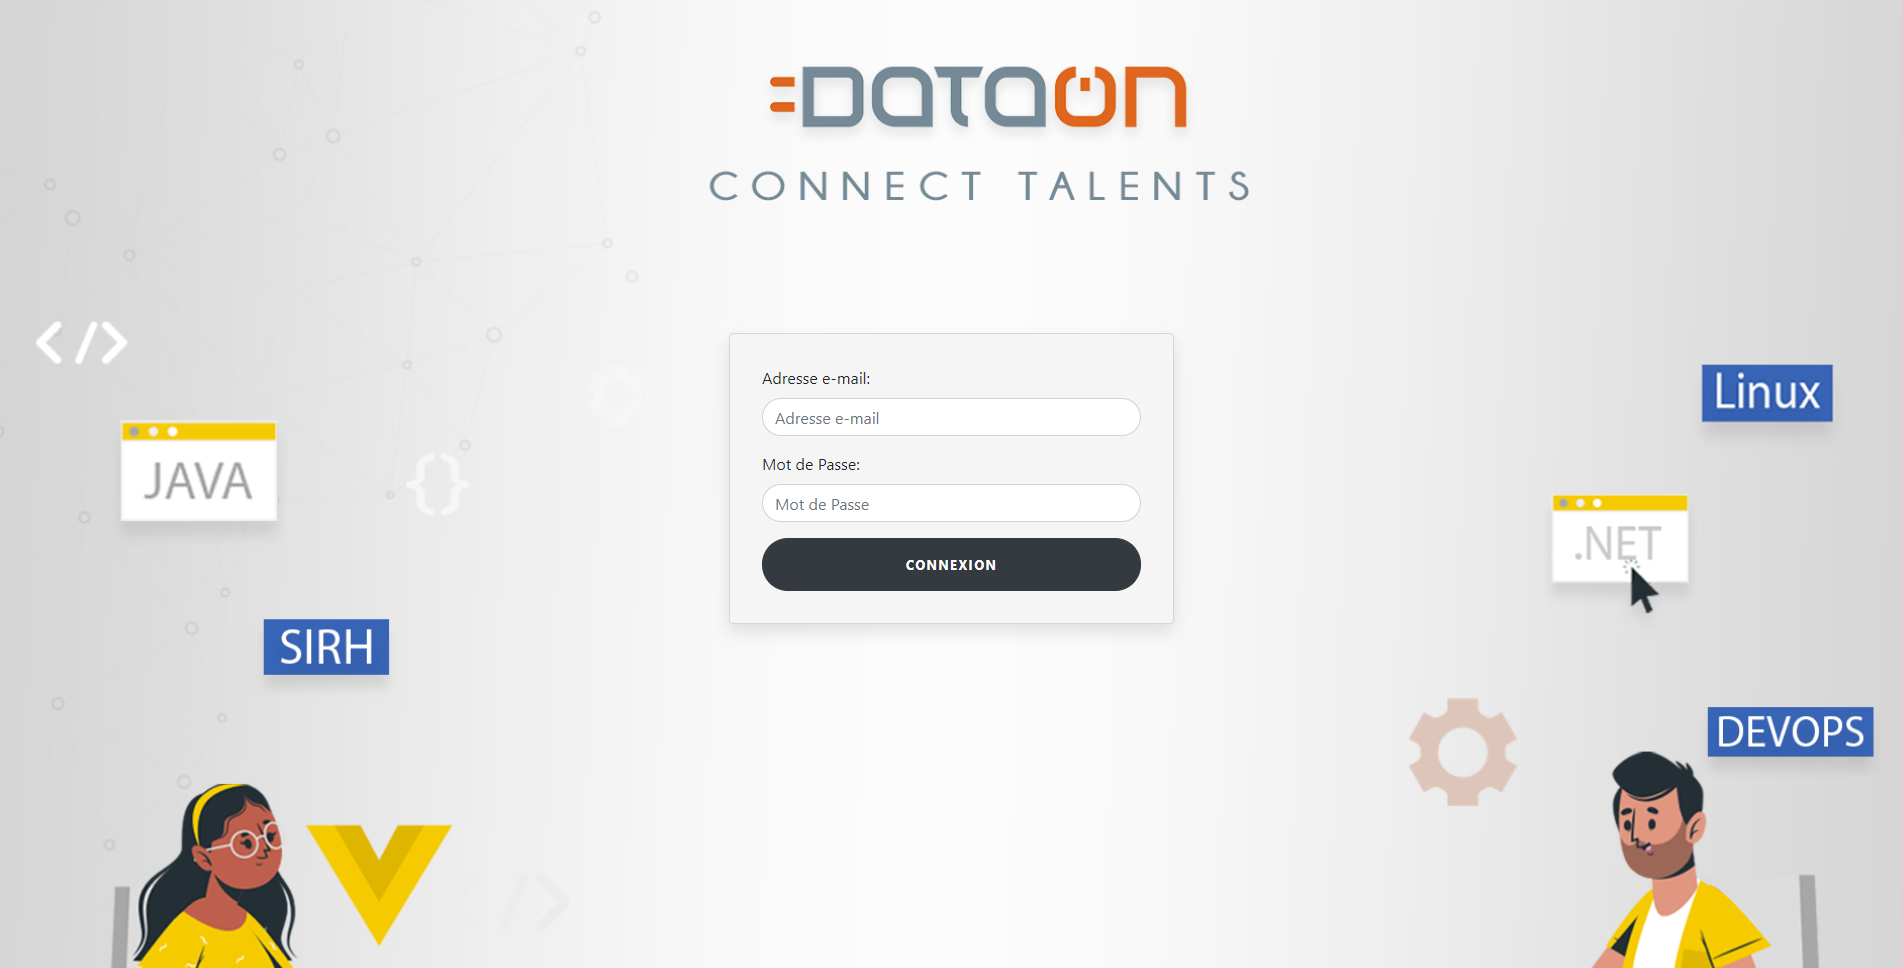 DATAON
CONNECT TALENTS
</>
Adresse e-mail:
Adresse e-mail
Linux
JAVA
{}
Mot de Passe:
Mot de Passe
.NET
CONNEXION
SIRH
DEVOPS
</>